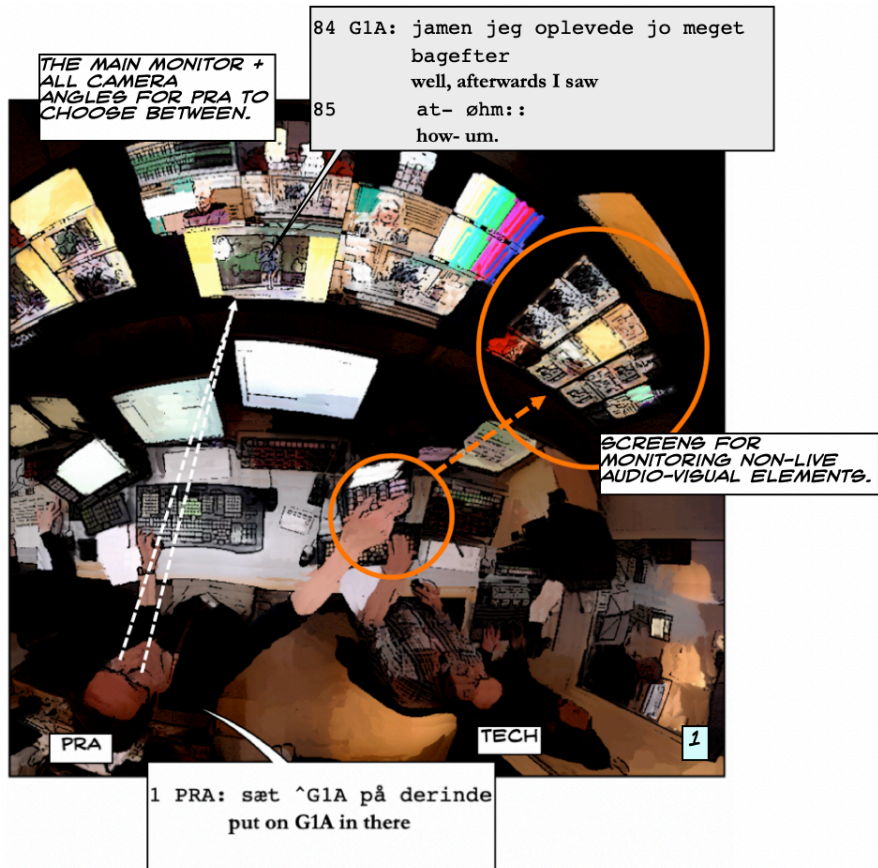 84 G1A: jamen jeg oplevede jo meget
bagefter
well, afterwards I saw
85 at- øhm::
how- um.
THE MAIN MONITOR +
ALL CAMERA
ANGLES FOR PRA TO
CHOOSE BETWEEN.
SCREENS FOR
MONITORING NON-LIVE
AUDIO-VISUAL ELEMENTS.
PRA
TECH
1
1 PRA: sæt ^G1A på derinde
put on G1A in there